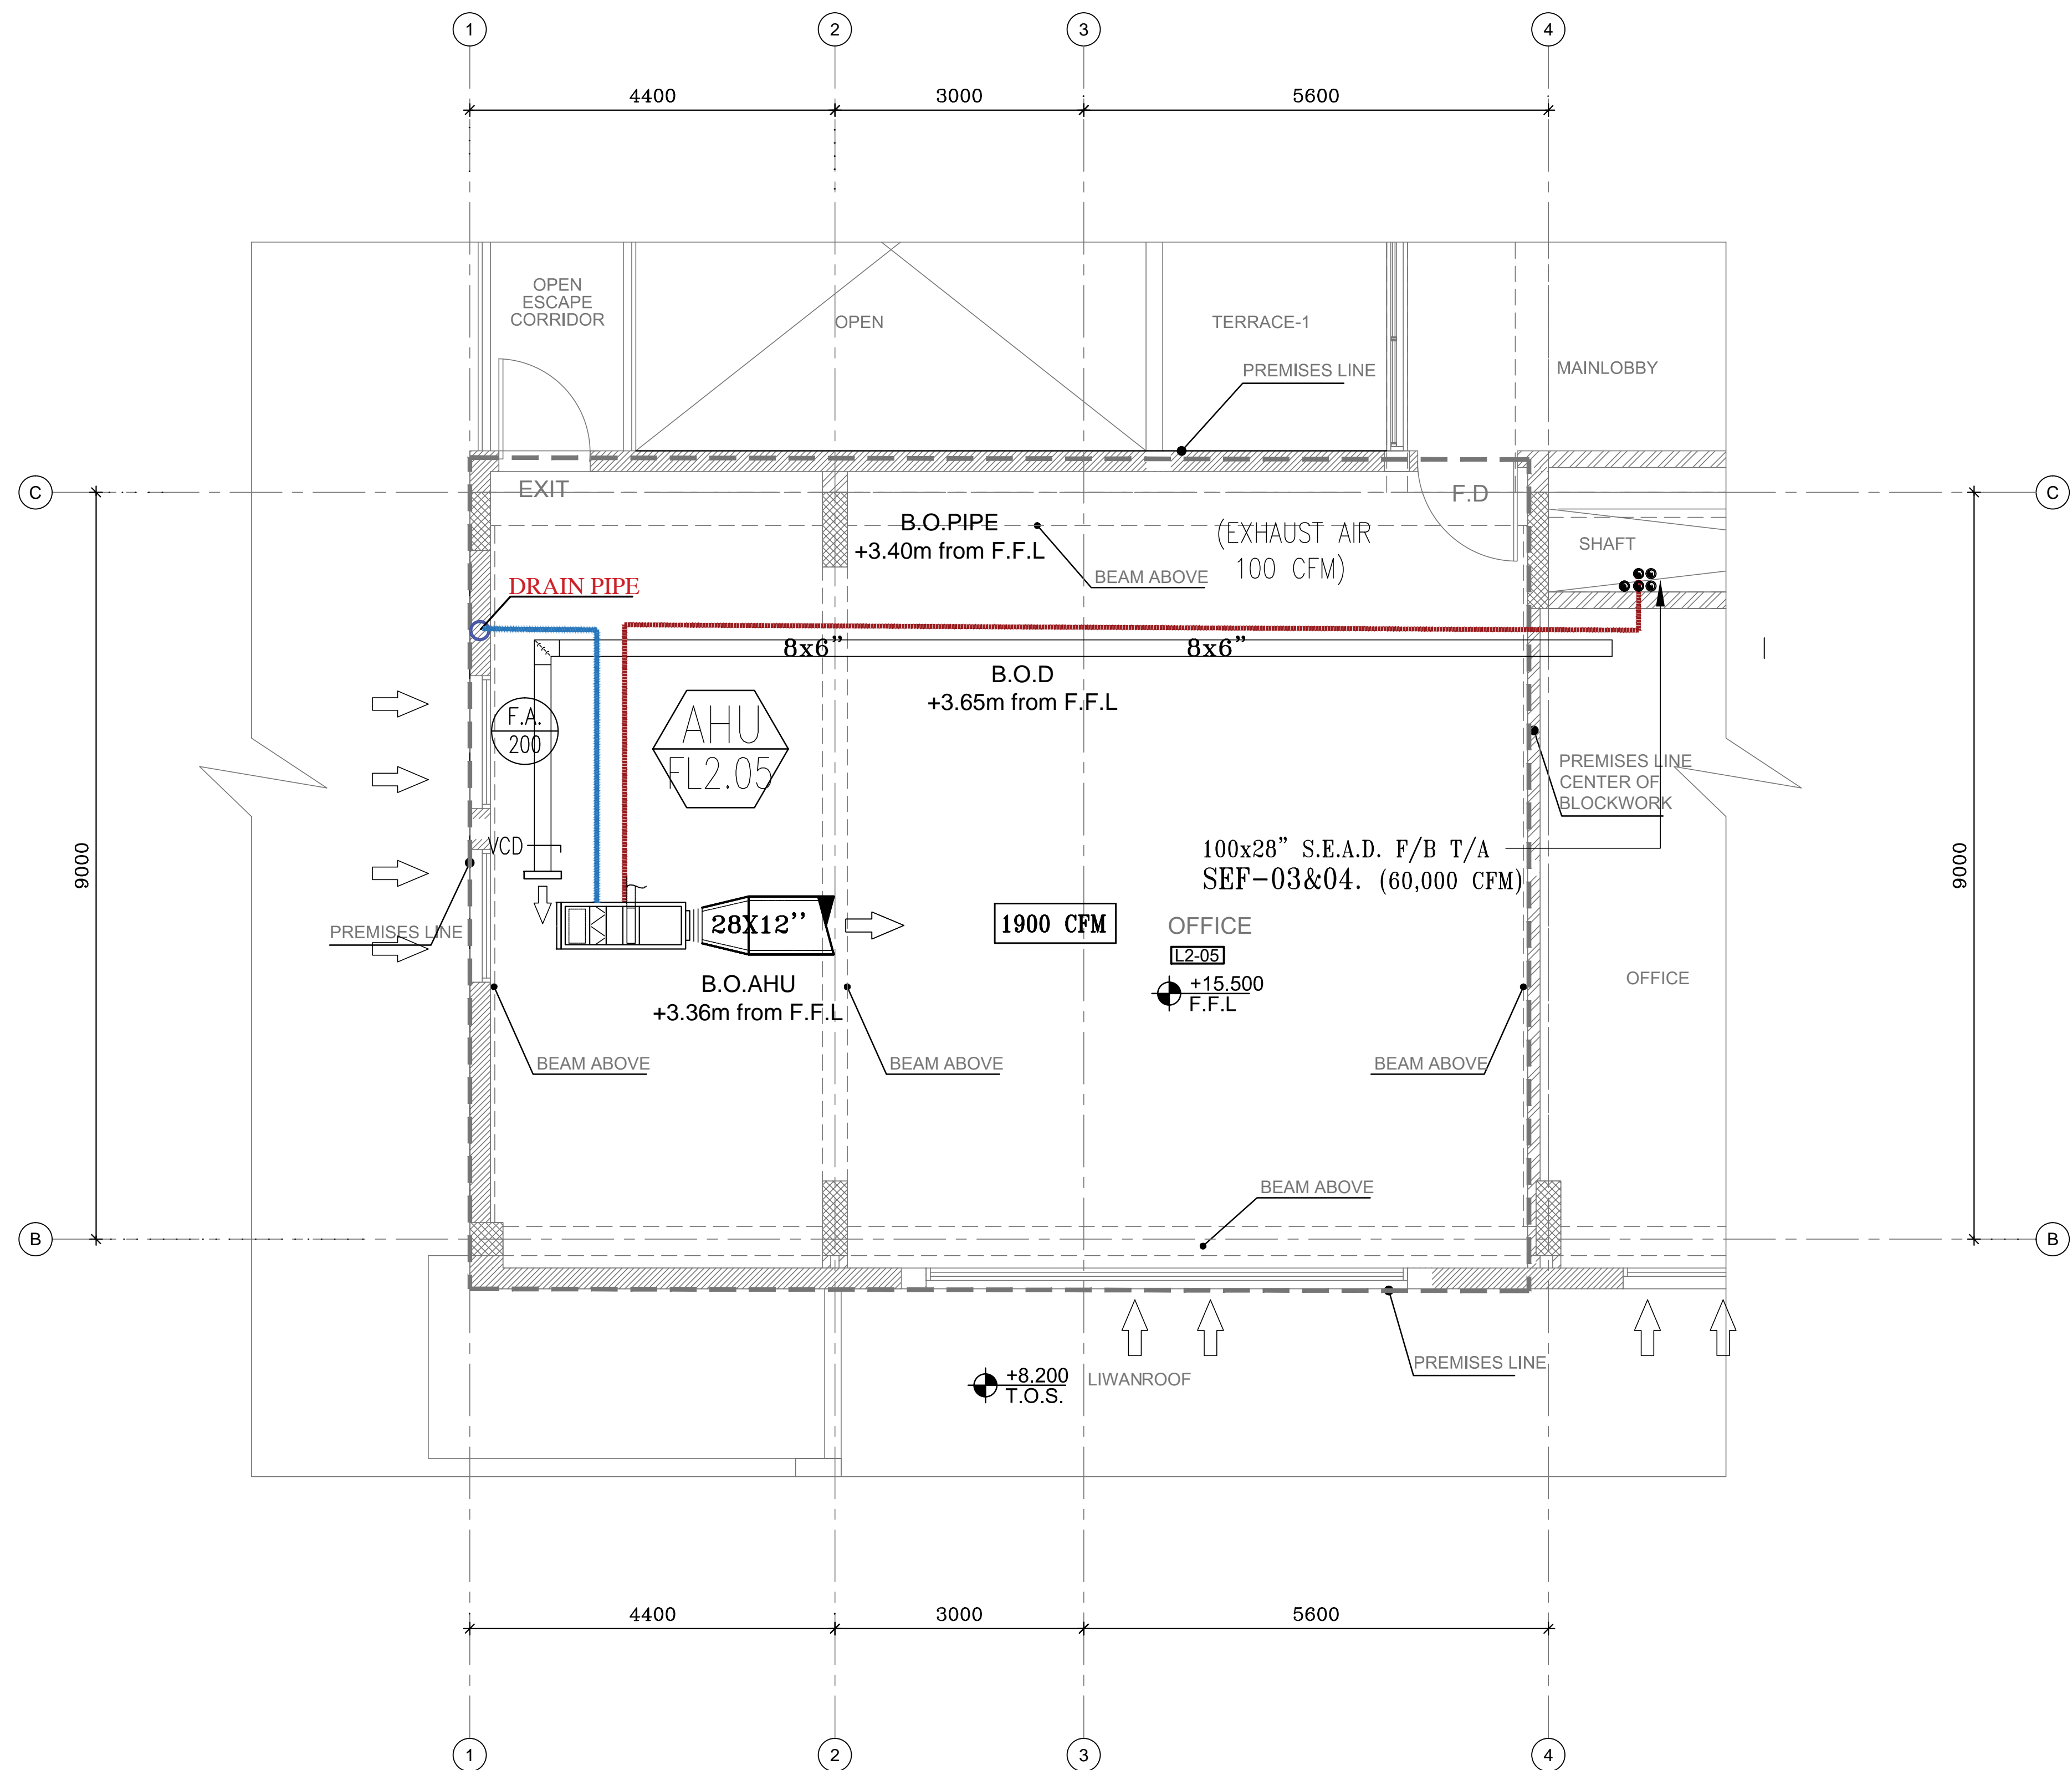 1
2
3
4
4400
3000
5600
OPEN
ESCAPE
CORRIDOR
OPEN
TERRACE-1
PREMISES LINE
MAINLOBBY
C
C
EXIT
F.D
B.O.PIPE
+3.40m from F.F.L
(EXHAUST AIR
100 CFM)
SHAFT
BEAM ABOVE
DRAIN PIPE
8x6"
8x6"
B.O.D
+3.65m from F.F.L
F.A.
200
AHU
FL2.05
PREMISES LINE
CENTER OF
BLOCKWORK
VCD
9000
9000
100x28" S.E.A.D. F/B T/A
SEF-03&04. (60,000 CFM)
PREMISES LINE
28X12''
1900 CFM
OFFICE
L2-05
+15.500
F.F.L
OFFICE
B.O.AHU
+3.36m from F.F.L
BEAM ABOVE
BEAM ABOVE
BEAM ABOVE
BEAM ABOVE
B
B
PREMISES LINE
+8.200
T.O.S.
LIWANROOF
4400
3000
5600
1
2
3
4